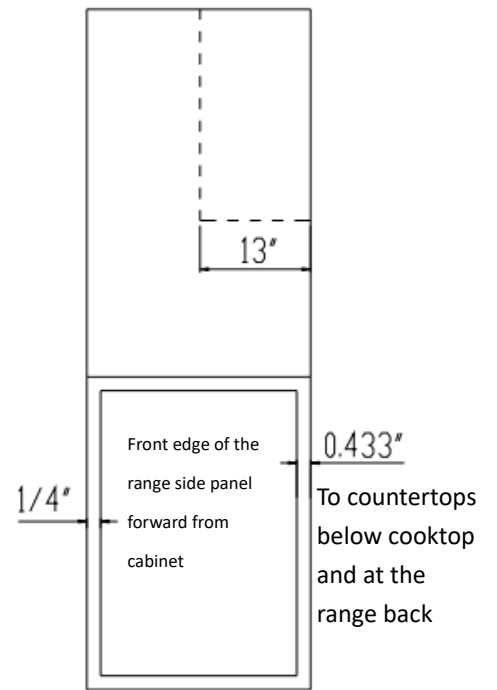 13"
Front edge of the
range side panel
forward from
cabinet
1/4"
0.433"
To countertops
below cooktop
and at the
range back